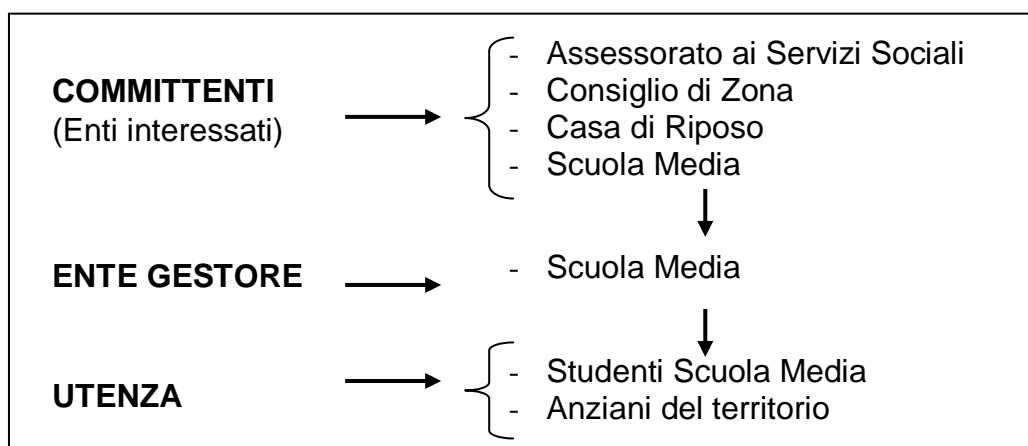 COMMITTENTI
(Enti interessati)
- Assessorato ai Servizi Sociali
- Consiglio di Zona
- Casa di Riposo
- Scuola Media
ENTE GESTORE
- Scuola Media
UTENZA
- Studenti Scuola Media
- Anziani del territorio